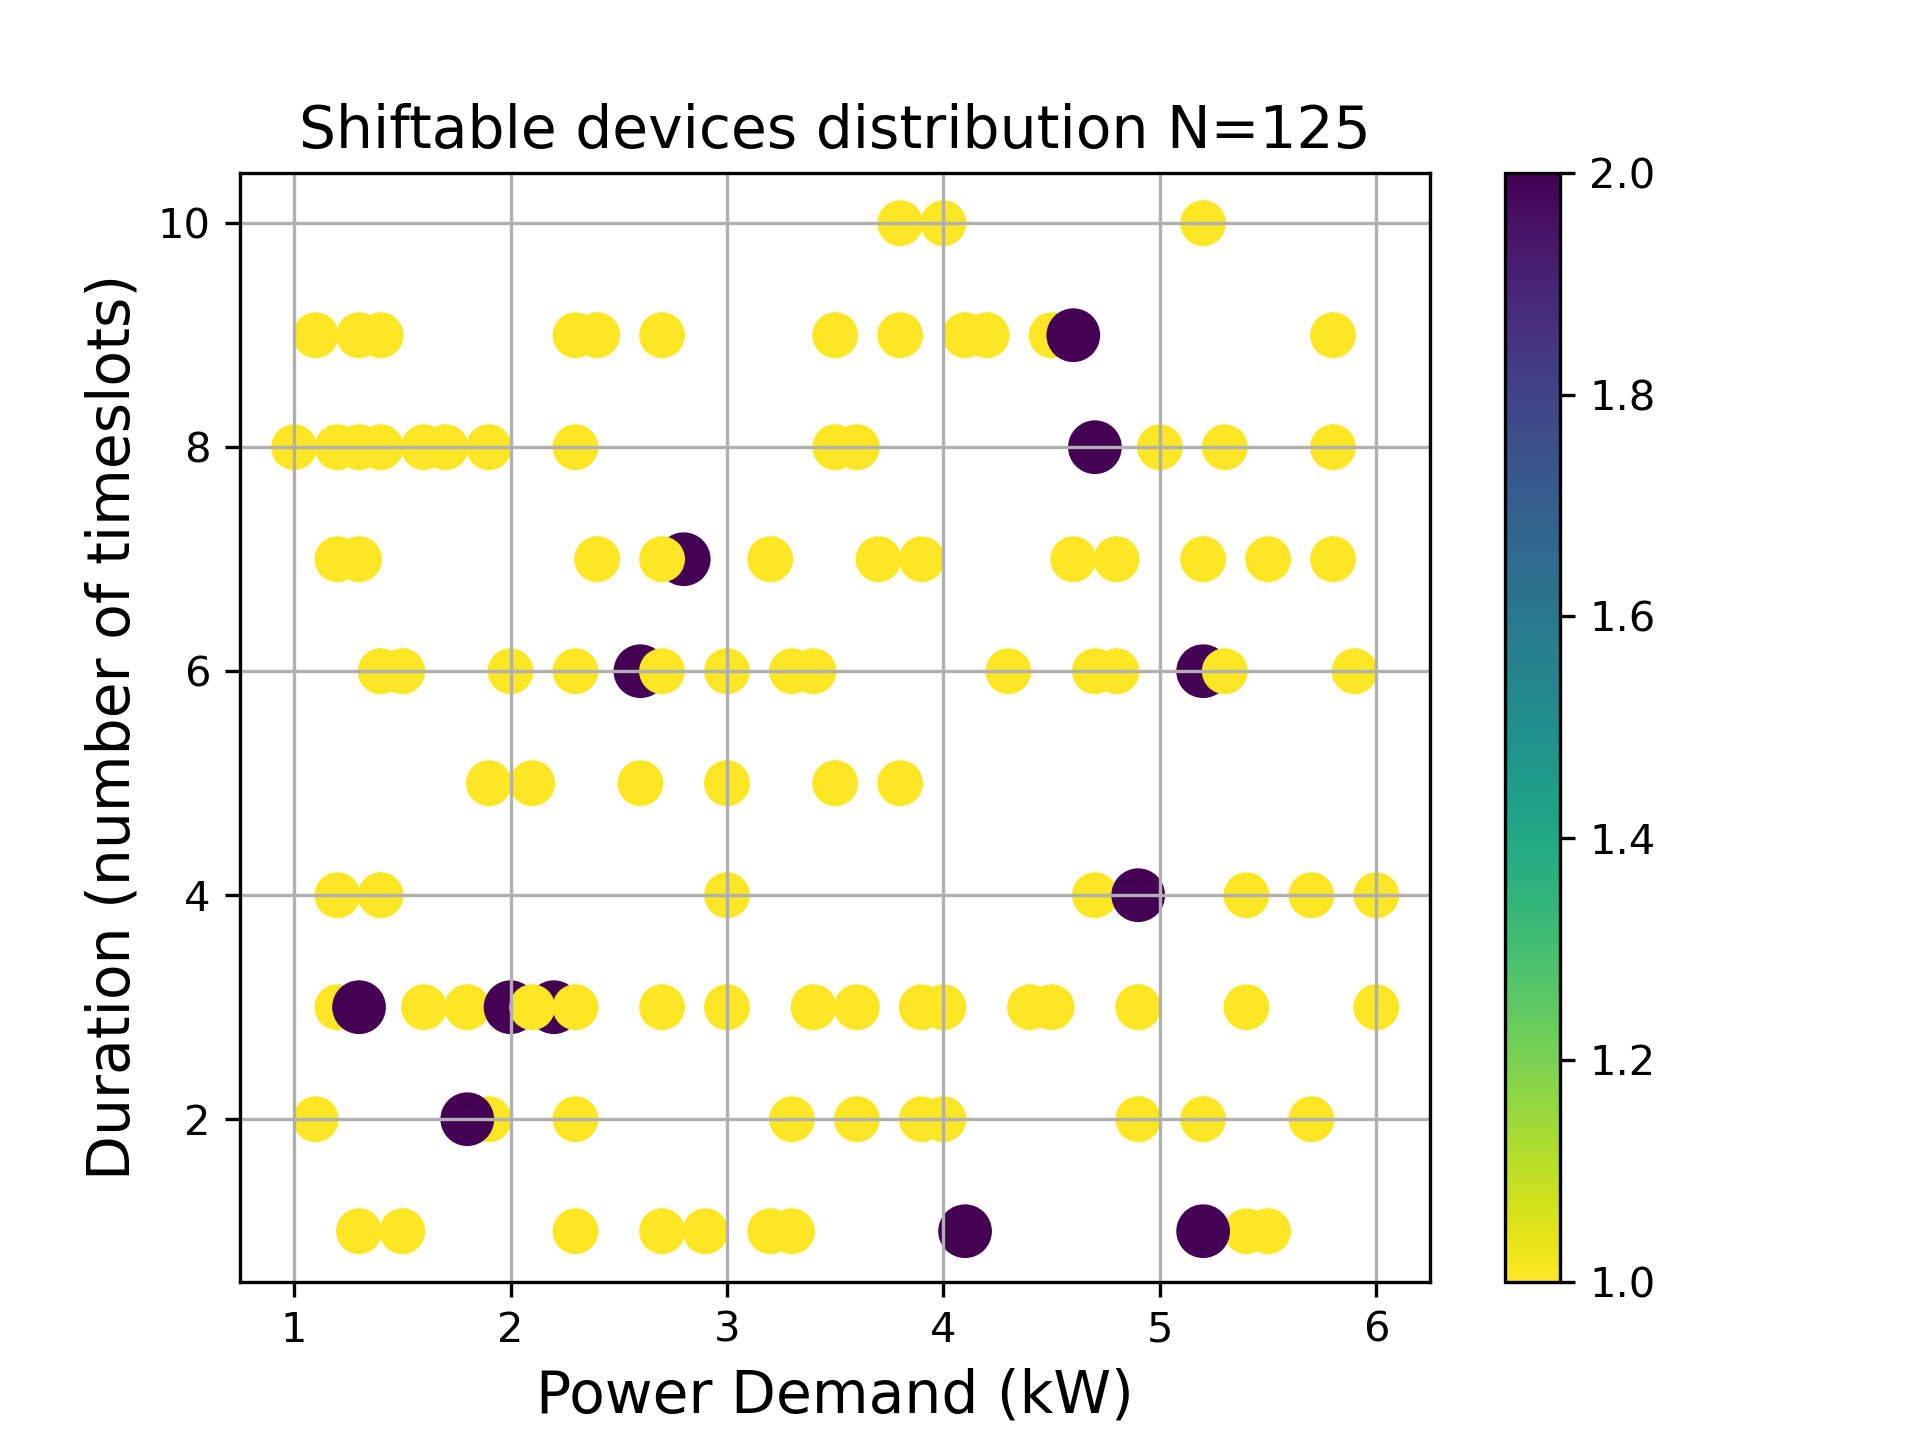 Shiftable devices distribution N=125
10
8
6
4
2
Duration (number of timeslots)
1 2 3 4 5 6
Power Demand (kW)
2.0
1.8
1.6
1.4
1.2
1.0